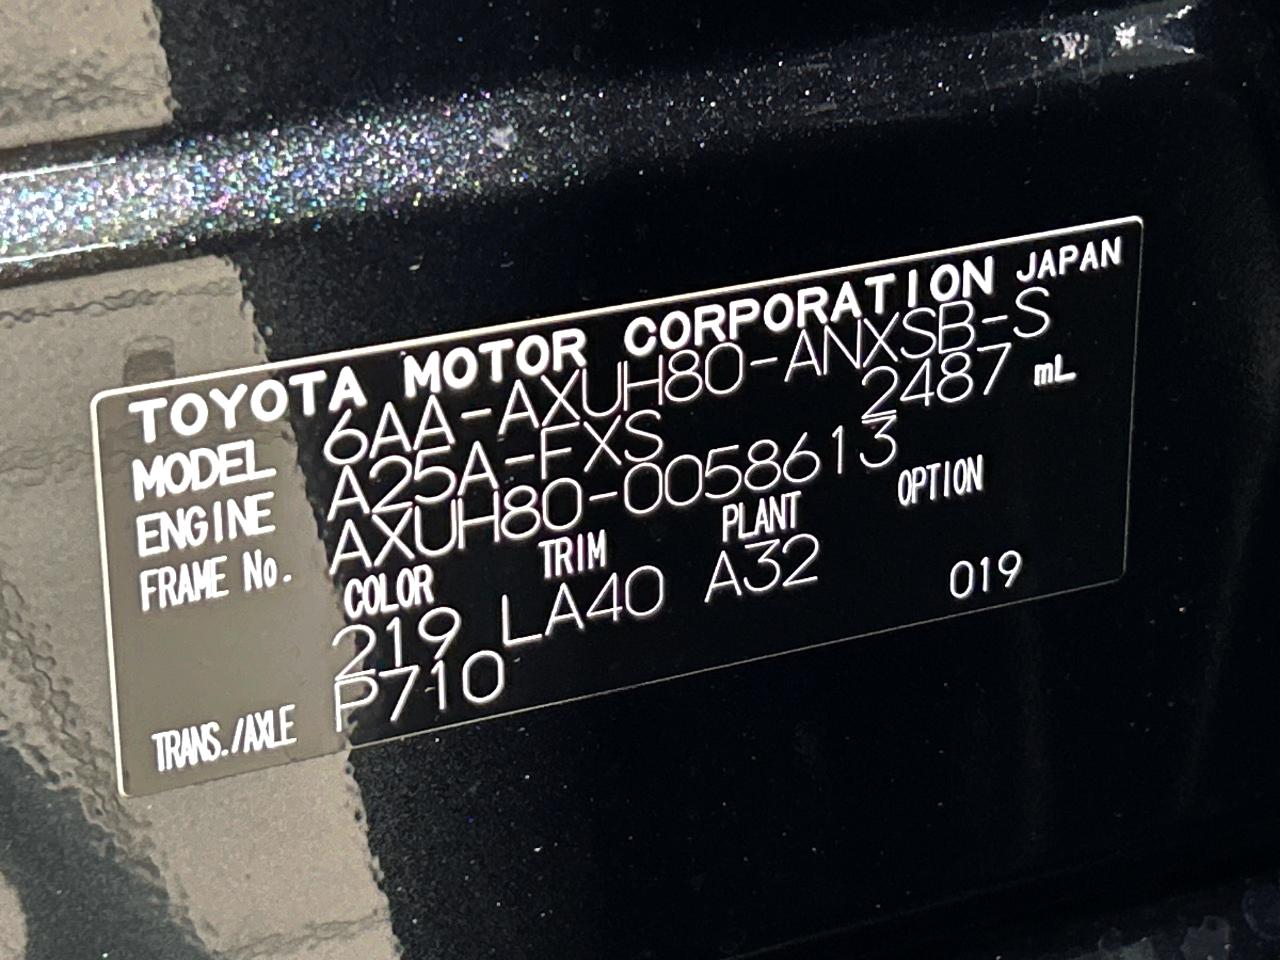 TOYOTA MOTOR CORPORATION JAPAN
MODEL 6AA-AXUH80-ANXSB-S
ENGINE A25A-FXS 2487 mL
FRAME No. AXUH80-0058613
COLOR TRIM PLANT OPTION
219 LA40 A32 019
TRANS./AXLE P710